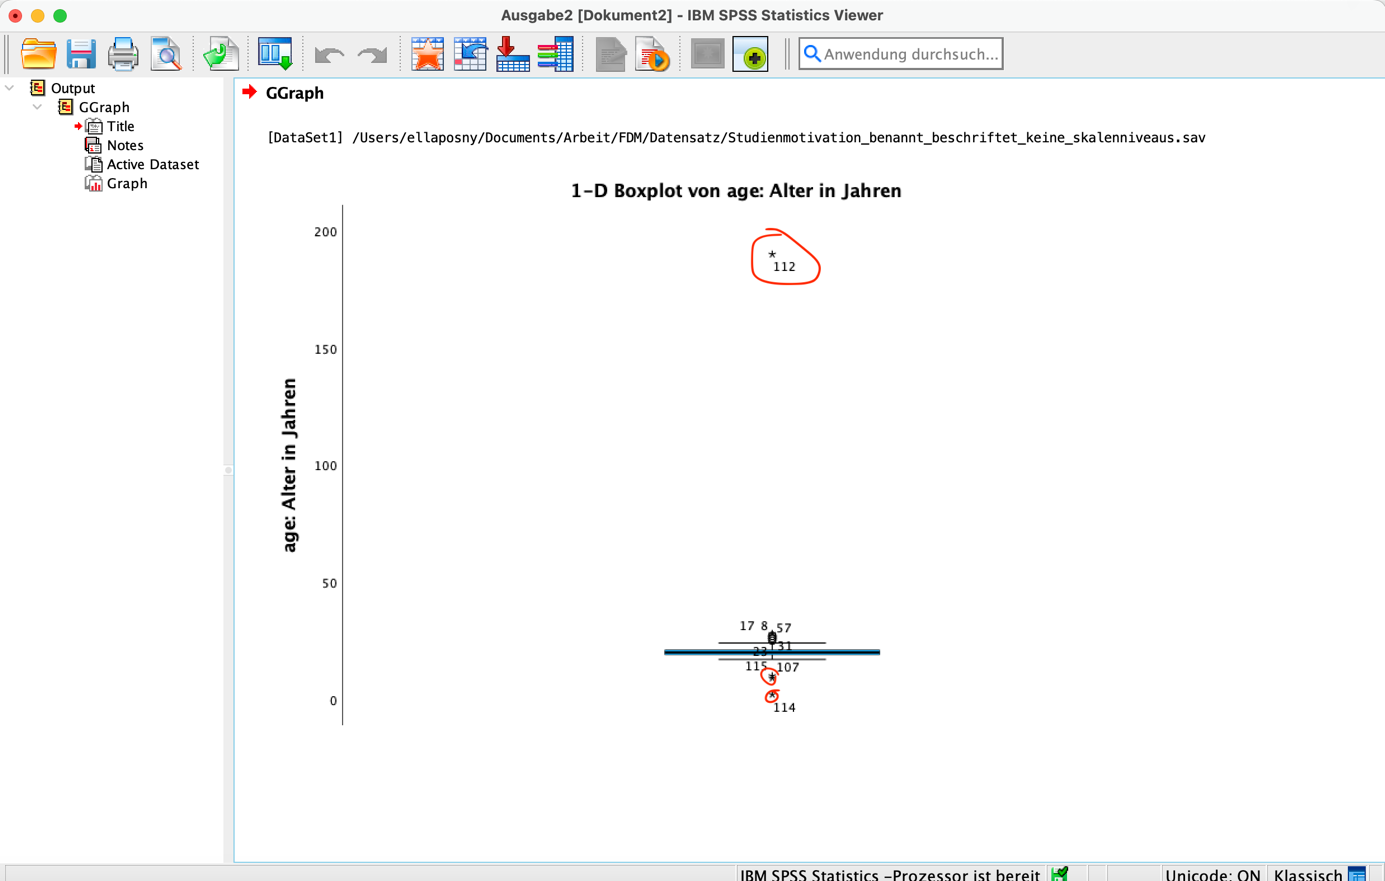 Ausgabe2 [Dokument2] - IBM SPSS Statistics Viewer
Anwendung durchsuch...
Output
GGraph
Title
Notes
Active Dataset
Graph
GGraph
[DataSet1] /Users/ellaposny/Documents/Arbeit/FDM/Datensatz/Studienmotivation_benannt_beschriftet_keine_skalenniveaus.sav
1-D Boxplot von age: Alter in Jahren
age: Alter in Jahren
200
150
100
50
0
112
17 8 57
31
23
115 107
114
IBM SPSS Statistics -Prozessor ist bereit
Unicode: ON
Klassisch